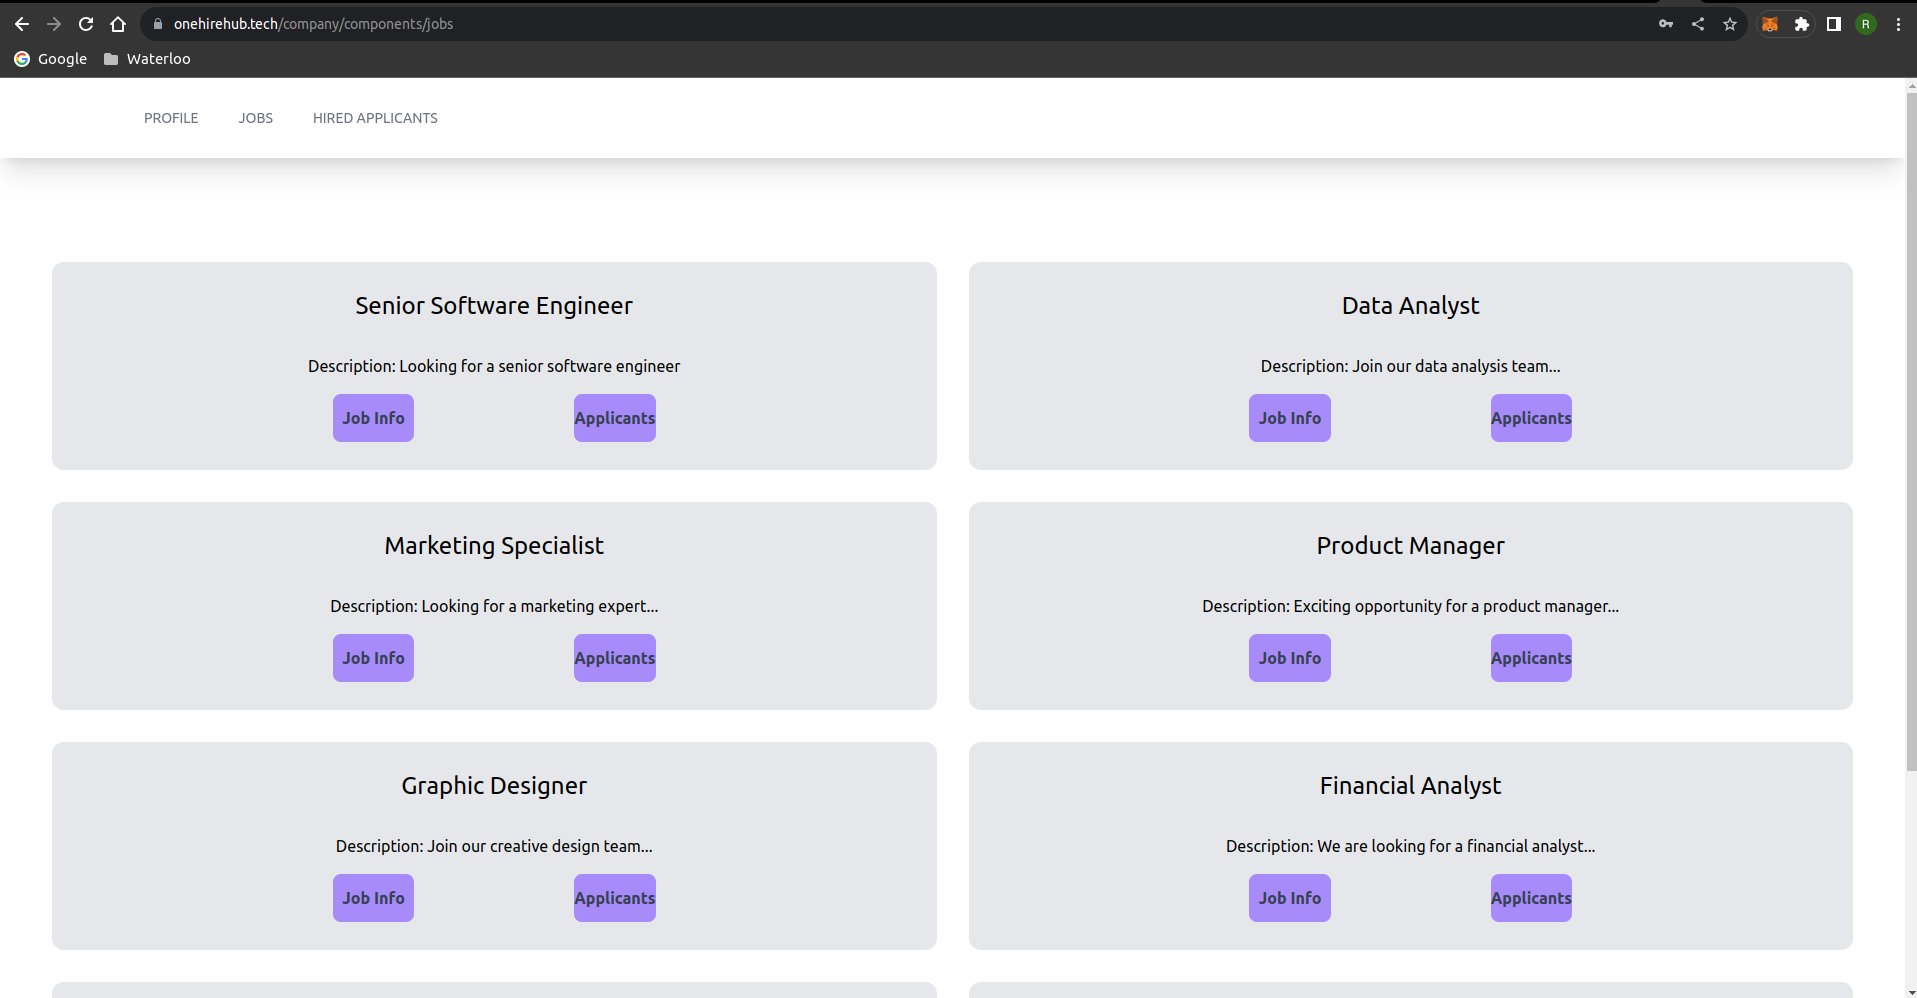 onehirehub.tech/company/components/jobs
R
Google Waterloo
PROFILE JOBS HIRED APPLICANTS
Senior Software Engineer
Description: Looking for a senior software engineer
Job Info Applicants
Data Analyst
Description: Join our data analysis team...
Job Info Applicants
Marketing Specialist
Description: Looking for a marketing expert...
Job Info Applicants
Product Manager
Description: Exciting opportunity for a product manager...
Job Info Applicants
Graphic Designer
Description: Join our creative design team...
Job Info Applicants
Financial Analyst
Description: We are looking for a financial analyst...
Job Info Applicants